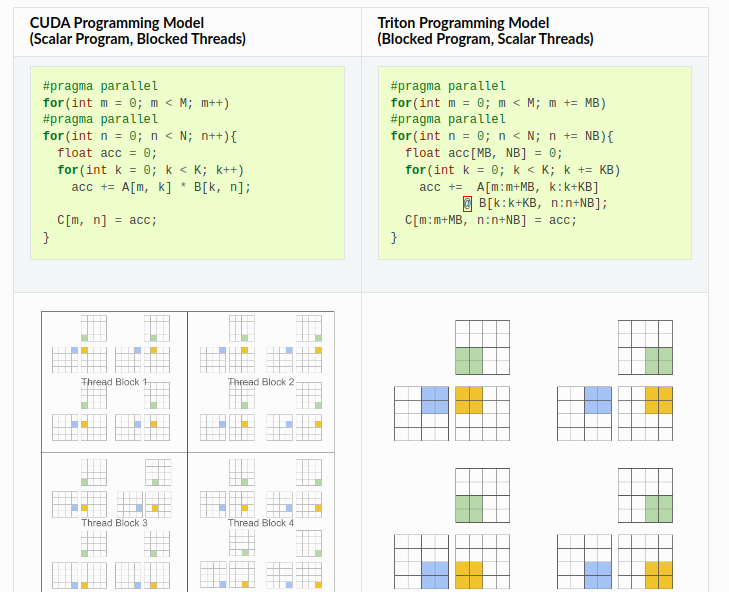 CUDA Programming Model
(Scalar Program, Blocked Threads)
#pragma parallel
for(int m = 0; m < M; m++)
#pragma parallel
for(int n = 0; n < N; n++){
  float acc = 0;
  for(int k = 0; k < K; k++)
    acc += A[m, k] * B[k, n];
  C[m, n] = acc;
}
Triton Programming Model
(Blocked Program, Scalar Threads)
#pragma parallel
for(int m = 0; m < M; m += MB)
#pragma parallel
for(int n = 0; n < N; n += NB){
  float acc[MB, NB] = 0;
  for(int k = 0; k < K; k += KB)
    acc += A[m:m+MB, k:k+KB]
          @ B[k:k+KB, n:n+NB];
  C[m:m+MB, n:n+NB] = acc;
}
Thread Block 1
Thread Block 2
Thread Block 3
Thread Block 4